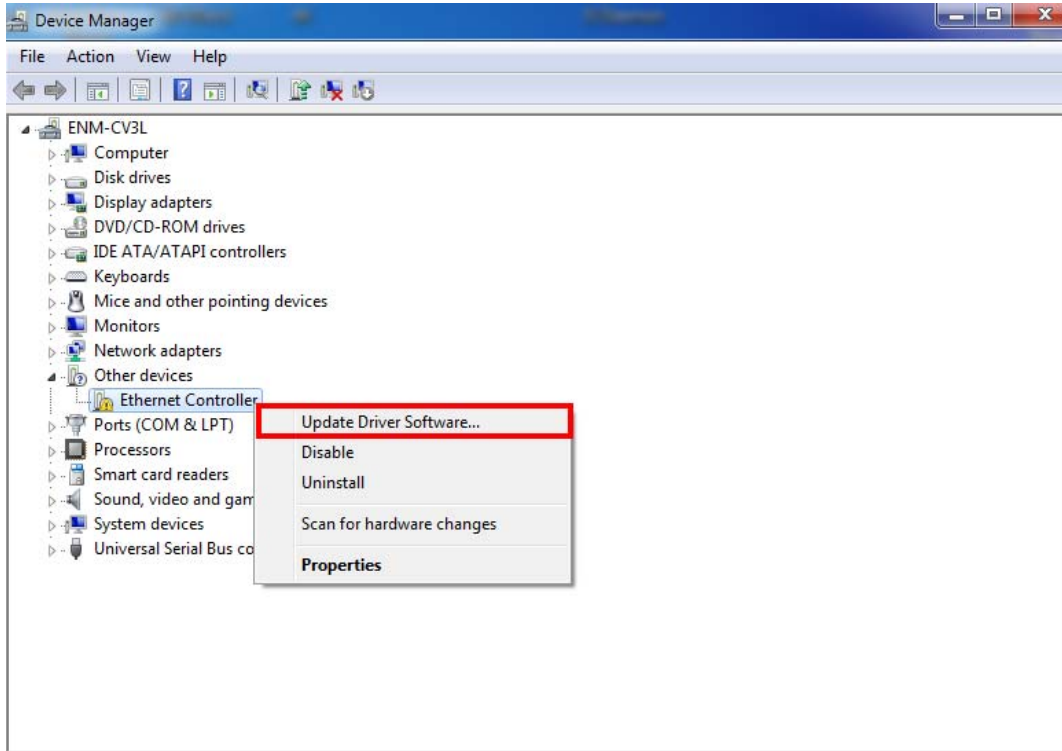 Device Manager
File Action View Help
ENM-CV3L
Computer
Disk drives
Display adapters
DVD/CD-ROM drives
IDE ATA/ATAPI controllers
Keyboards
Mice and other pointing devices
Monitors
Network adapters
Other devices
Ethernet Controller
Update Driver Software...
Ports (COM & LPT)
Disable
Processors
Uninstall
Smart card readers
Sound, video and gam
Scan for hardware changes
System devices
Universal Serial Bus co
Properties